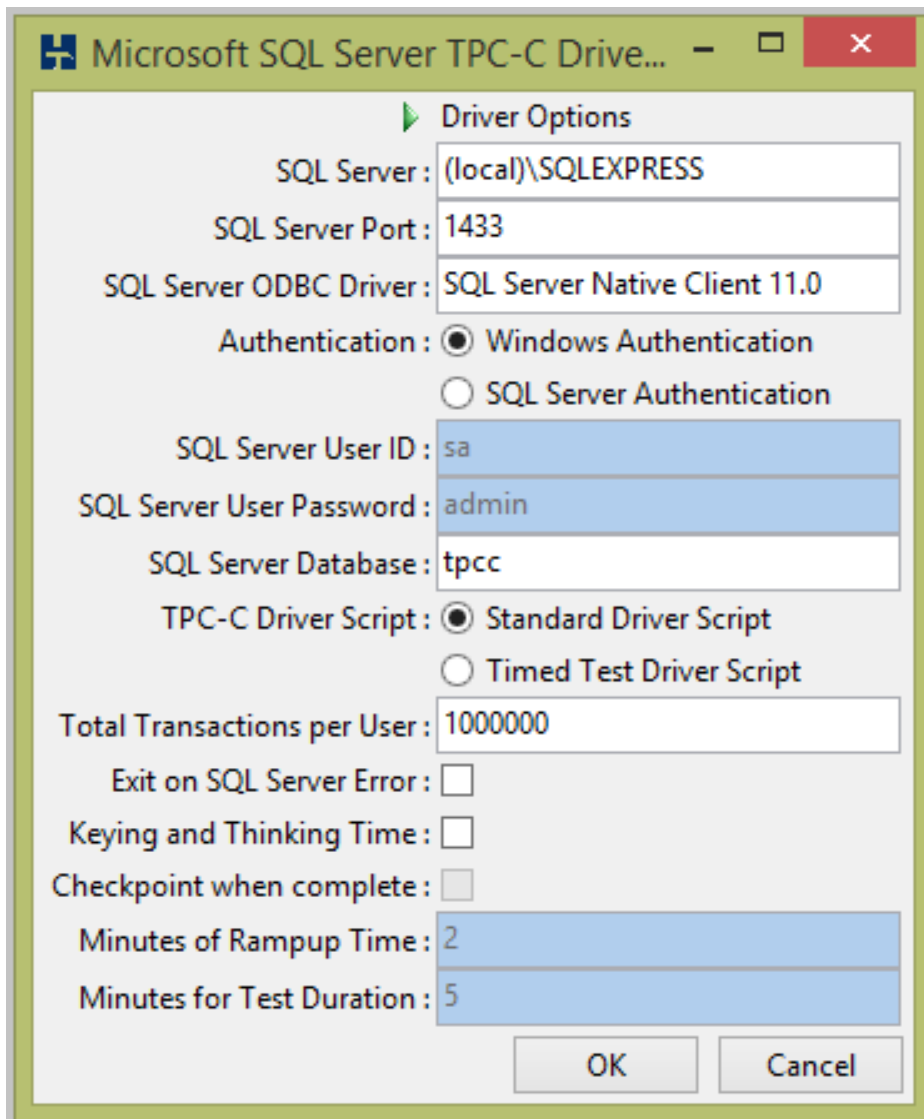 Microsoft SQL Server TPC-C Drive...
Driver Options
SQL Server : (local)\SQLEXPRESS
SQL Server Port : 1433
SQL Server ODBC Driver : SQL Server Native Client 11.0
Authentication : Windows Authentication
SQL Server Authentication
SQL Server User ID : sa
SQL Server User Password : admin
SQL Server Database : tpcc
TPC-C Driver Script : Standard Driver Script
Timed Test Driver Script
Total Transactions per User : 1000000
Exit on SQL Server Error :
Keying and Thinking Time :
Checkpoint when complete :
Minutes of Rampup Time : 2
Minutes for Test Duration : 5
OK Cancel